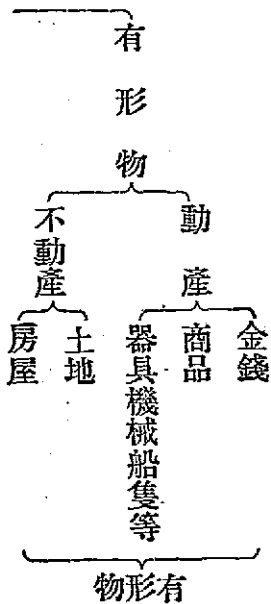 有形物
動產
金錢
商品
器具機械船隻等
不動產
土地
房屋
物形有